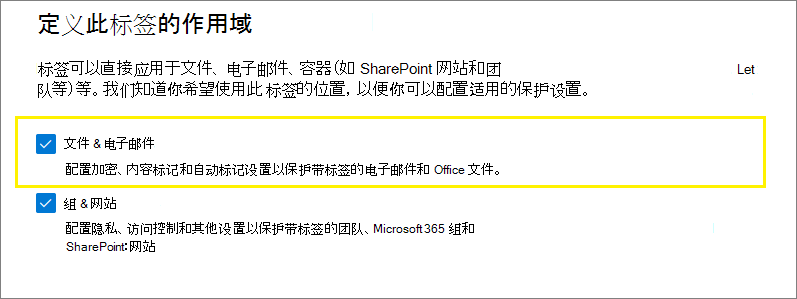 定义此标签的作用域
标签可以直接应用于文件、电子邮件、容器(如 SharePoint 网站和团 Let
队等)等。我们知道你希望使用此标签的位置，以便你可以配置适用的保护设置。
文件 & 电子邮件
配置加密、内容标记和自动标记设置以保护带标签的电子邮件和 Office 文件。
组 & 网站
配置隐私、访问控制和其他设置以保护带标签的团队、Microsoft 365 组和
SharePoint:网站